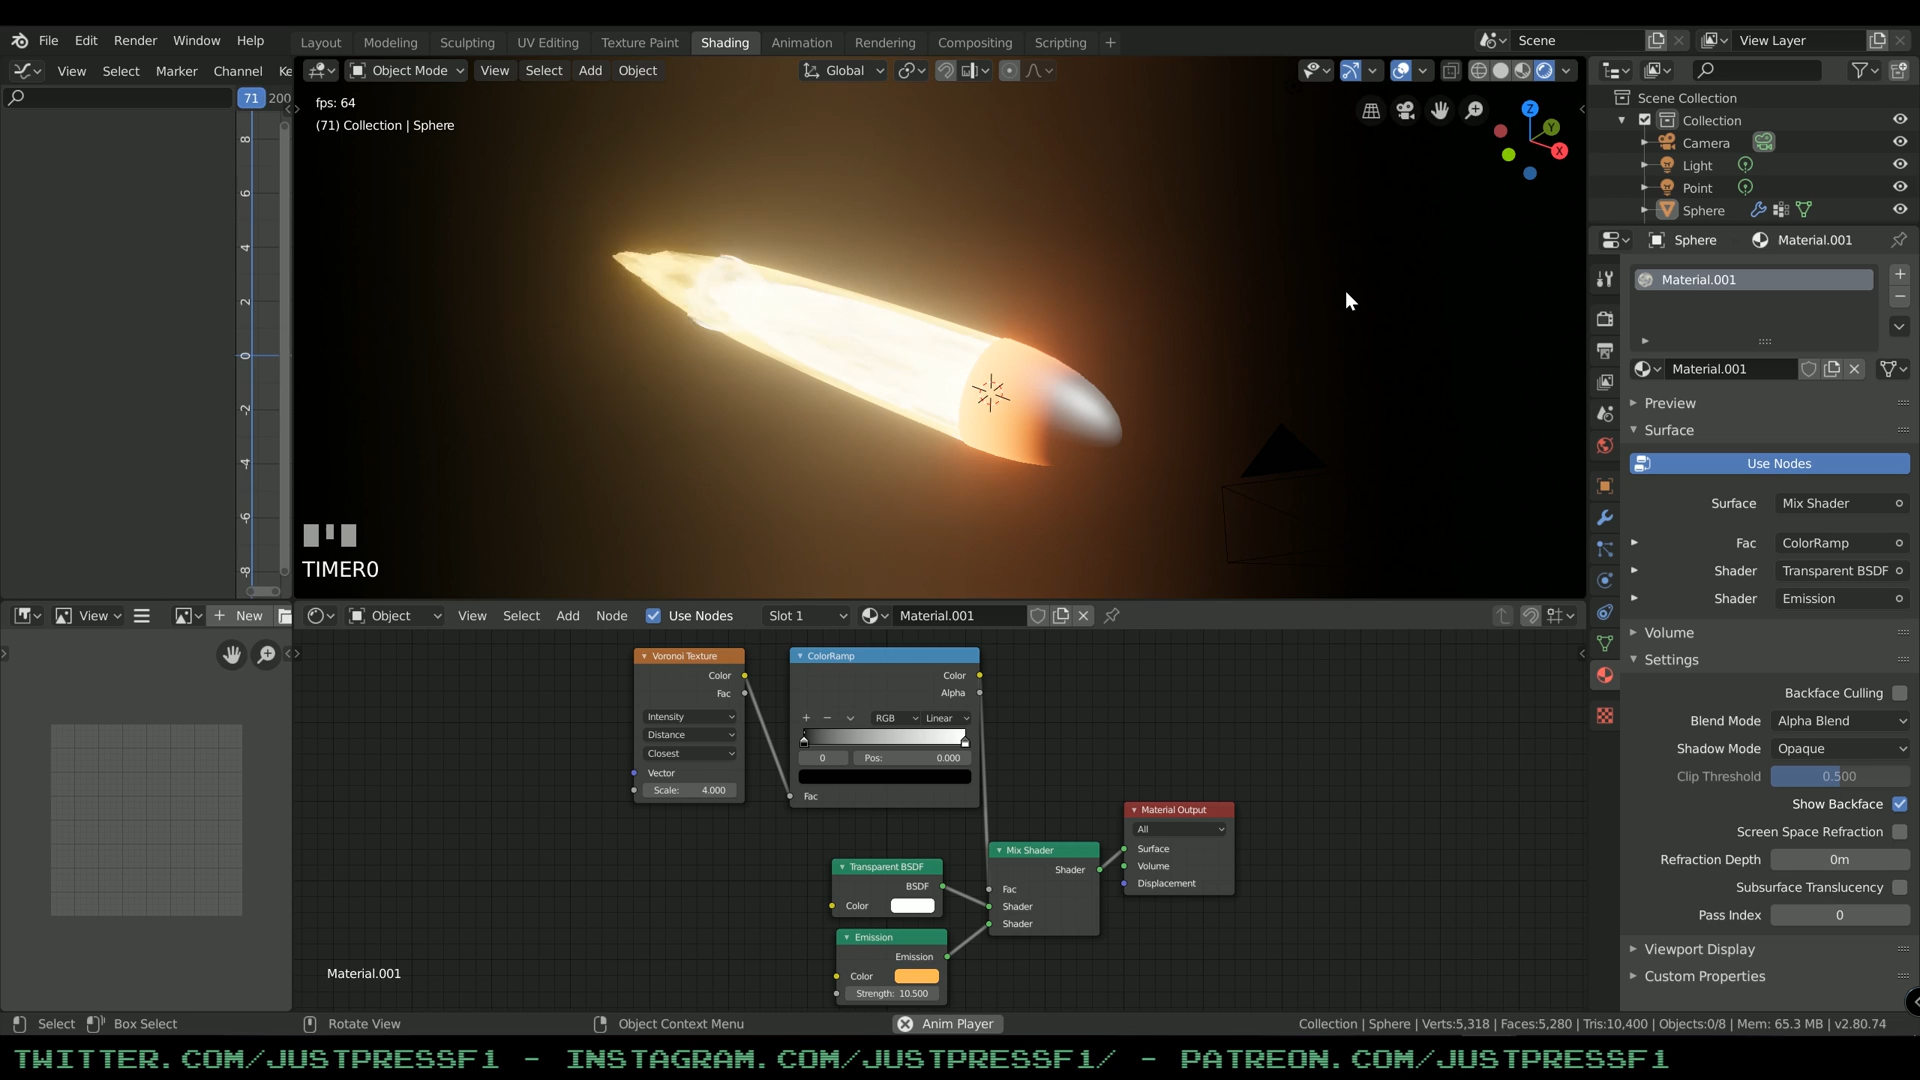 File Edit Render Window Help
Layout Modeling Sculpting UV Editing Texture Paint Shading Animation Rendering Compositing Scripting +
Scene
View Layer
View Select Marker Channel Ke
Object Mode View Select Add Object
Global
71 200
fps: 64
(71) Collection | Sphere
8
6
4
2
0
-2
-4
-6
-8
Z
Y
X
TIMER0
Scene Collection
Collection
Camera
Light
Point
Sphere
Sphere Material.001
Material.001
Material.001
Preview
Surface
Use Nodes
Surface Mix Shader
Fac ColorRamp
Shader Transparent BSDF
Shader Emission
Volume
Settings
Backface Culling
Blend Mode Alpha Blend
Shadow Mode Opaque
Clip Threshold 0.500
Show Backface
Screen Space Refraction
Refraction Depth 0m
Subsurface Translucency
Pass Index 0
Viewport Display
Custom Properties
View + New
Object View Select Add Node Use Nodes Slot 1 Material.001
Voronoi Texture
Color
Fac
Intensity
Distance
Closest
Vector
Scale: 4.000
ColorRamp
Color
Alpha
+ − RGB Linear
0 Pos: 0.000
Fac
Transparent BSDF
BSDF
Color
Emission
Emission
Color
Strength: 10.500
Mix Shader
Shader
Fac
Shader
Shader
Material Output
All
Surface
Volume
Displacement
Material.001
Select Box Select Rotate View Object Context Menu Anim Player
Collection | Sphere | Verts:5,318 | Faces:5,280 | Tris:10,400 | Objects:0/8 | Mem: 65.3 MB | v2.80.74
TWITTER.COM/JUSTPRESSF1 - INSTAGRAM.COM/JUSTPRESSF1/ - PATREON.COM/JUSTPRESSF1